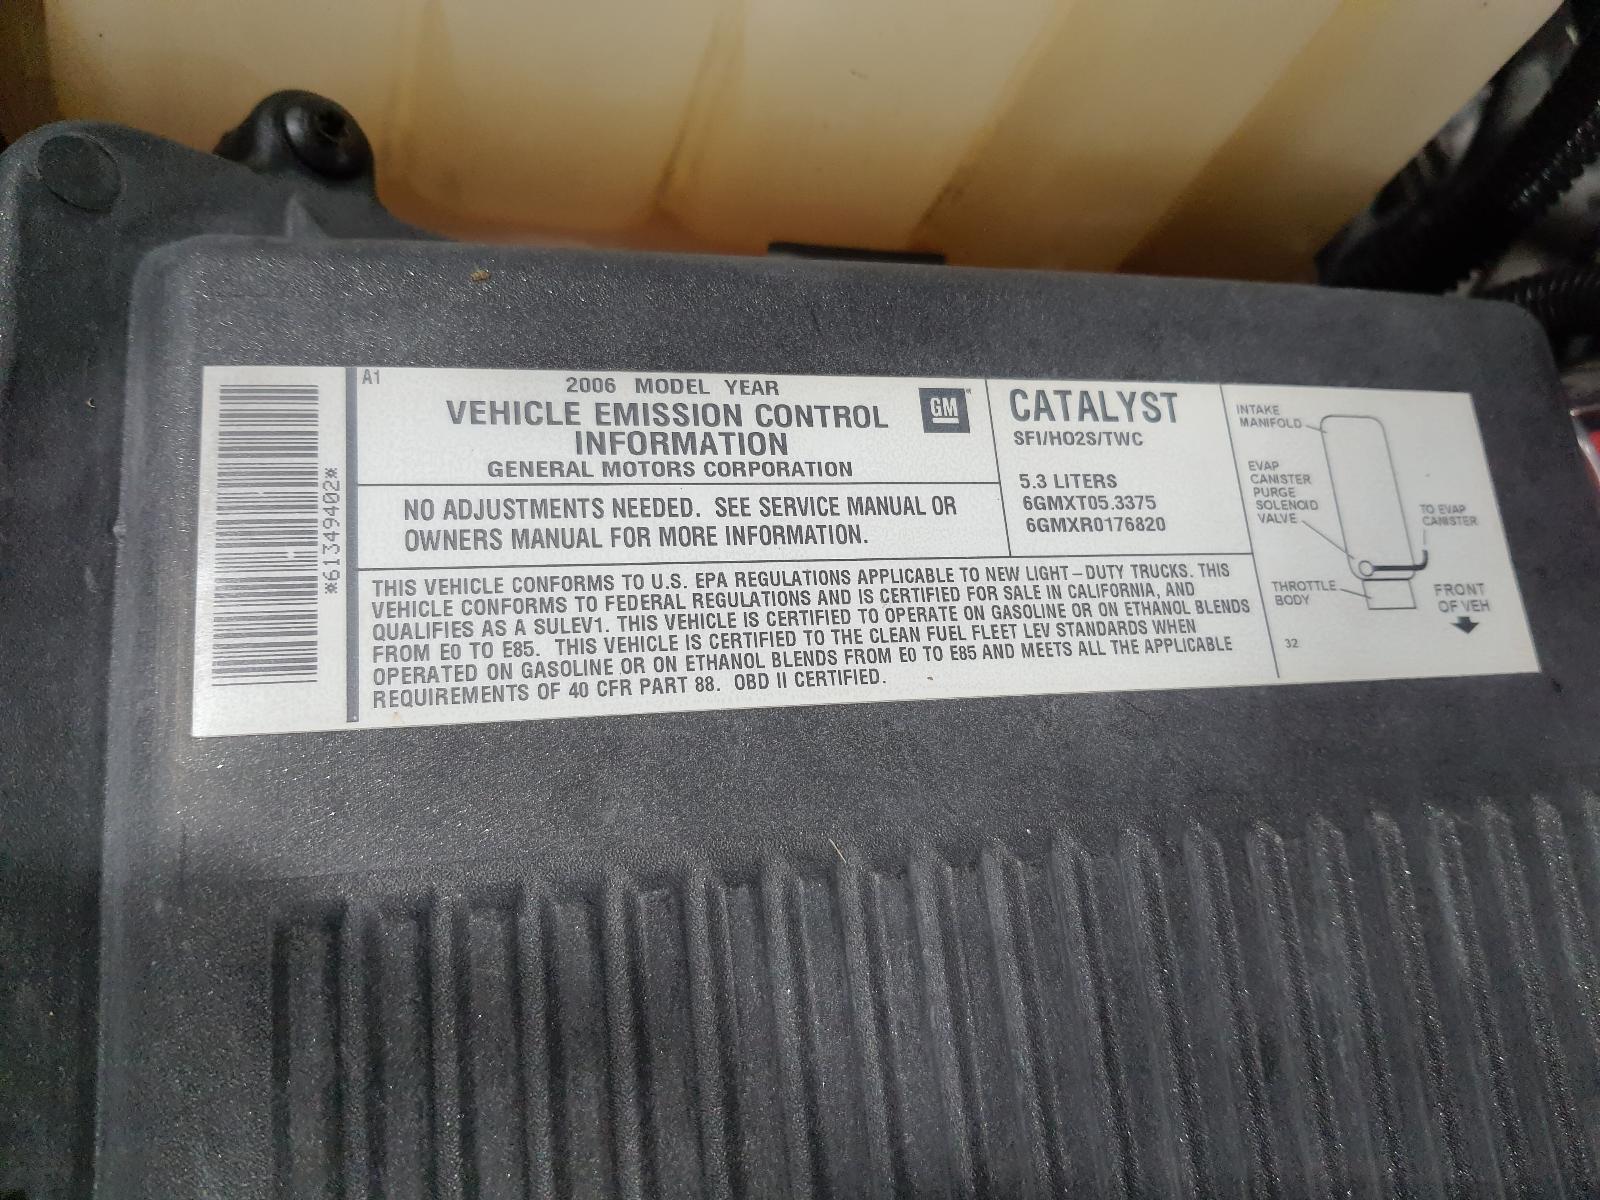 *61349402*
A1
2006 MODEL YEAR
VEHICLE EMISSION CONTROL
INFORMATION
GENERAL MOTORS CORPORATION
GM
NO ADJUSTMENTS NEEDED. SEE SERVICE MANUAL OR
OWNERS MANUAL FOR MORE INFORMATION.
CATALYST
SFI/HO2S/TWC
5.3 LITERS
6GMXT05.3375
6GMXR0176820
THIS VEHICLE CONFORMS TO U.S. EPA REGULATIONS APPLICABLE TO NEW LIGHT-DUTY TRUCKS. THIS
VEHICLE CONFORMS TO FEDERAL REGULATIONS AND IS CERTIFIED FOR SALE IN CALIFORNIA, AND
QUALIFIES AS A SULEV1. THIS VEHICLE IS CERTIFIED TO OPERATE ON GASOLINE OR ON ETHANOL BLENDS
FROM E0 TO E85. THIS VEHICLE IS CERTIFIED TO THE CLEAN FUEL FLEET LEV STANDARDS WHEN
OPERATED ON GASOLINE OR ON ETHANOL BLENDS FROM E0 TO E85 AND MEETS ALL THE APPLICABLE
REQUIREMENTS OF 40 CFR PART 88. OBD II CERTIFIED.
INTAKE
MANIFOLD
EVAP
CANISTER
PURGE
SOLENOID
VALVE
TO EVAP
CANISTER
THROTTLE
BODY
FRONT
OF VEH
32